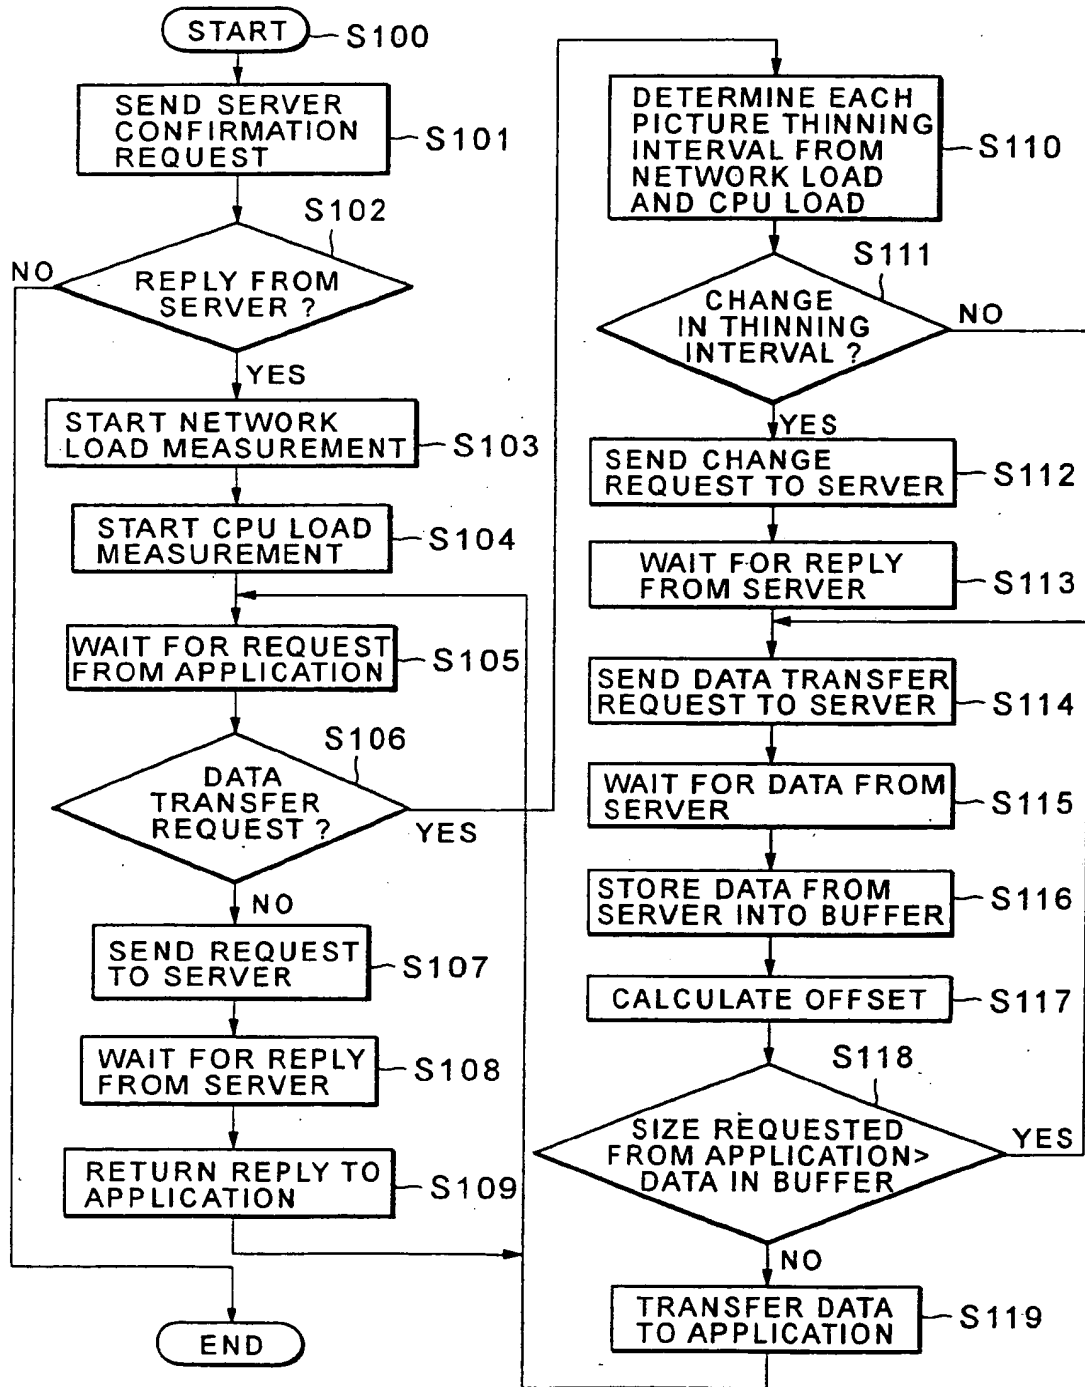 START
S100
SEND SERVER
CONFIRMATION
REQUEST
S101
S102
NO
REPLY FROM
SERVER ?
YES
START NETWORK
LOAD MEASUREMENT
S103
START CPU LOAD
MEASUREMENT
S104
WAIT FOR REQUEST
FROM APPLICATION
S105
S106
DATA
TRANSFER
REQUEST ?
YES
NO
SEND REQUEST
TO SERVER
S107
WAIT FOR REPLY
FROM SERVER
S108
RETURN REPLY TO
APPLICATION
S109
END
DETERMINE EACH
PICTURE THINNING
INTERVAL FROM
NETWORK LOAD
AND CPU LOAD
S110
S111
CHANGE
IN THINNING
INTERVAL ?
NO
YES
SEND CHANGE
REQUEST TO SERVER
S112
WAIT FOR REPLY
FROM SERVER
S113
SEND DATA TRANSFER
REQUEST TO SERVER
S114
WAIT FOR DATA FROM
SERVER
S115
STORE DATA FROM
SERVER INTO BUFFER
S116
CALCULATE OFFSET
S117
S118
SIZE REQUESTED
FROM APPLICATION>
DATA IN BUFFER
YES
NO
TRANSFER DATA
TO APPLICATION
S119